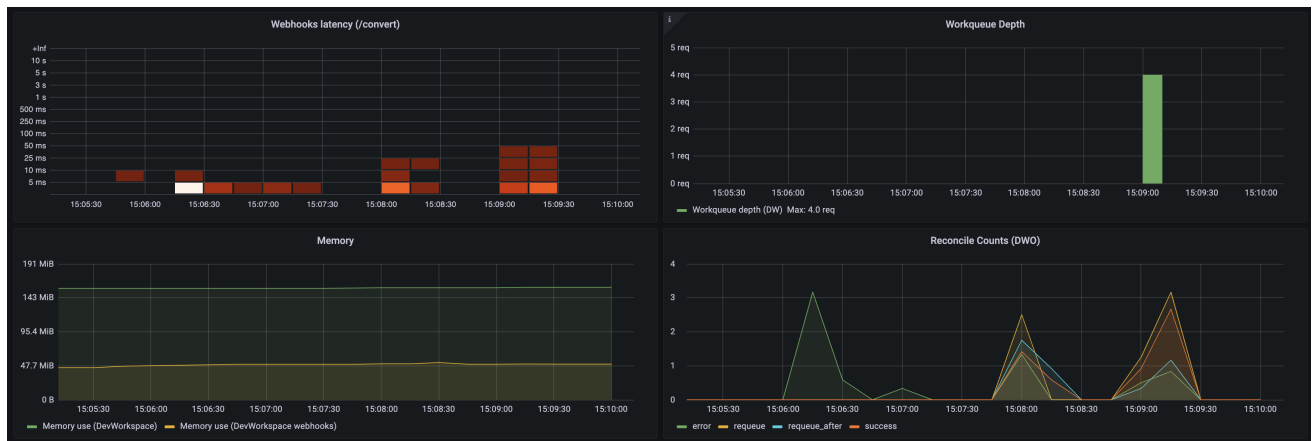 Webhooks latency (/convert)
+Inf
10 s
5 s
3 s
1 s
500 ms
250 ms
100 ms
50 ms
25 ms
10 ms
5 ms
15:05:30 15:06:00 15:06:30 15:07:00 15:07:30 15:08:00 15:08:30 15:09:00 15:09:30 15:10:00
i
Workqueue Depth
5 req
4 req
3 req
2 req
1 req
0 req
15:05:30 15:06:00 15:06:30 15:07:00 15:07:30 15:08:00 15:08:30 15:09:00 15:09:30 15:10:00
Workqueue depth (DW) Max: 4.0 req
Memory
191 MiB
143 MiB
95.4 MiB
47.7 MiB
0 B
15:05:30 15:06:00 15:06:30 15:07:00 15:07:30 15:08:00 15:08:30 15:09:00 15:09:30 15:10:00
Memory use (DevWorkspace) Memory use (DevWorkspace webhooks)
Reconcile Counts (DWO)
4
3
2
1
0
15:05:30 15:06:00 15:06:30 15:07:00 15:07:30 15:08:00 15:08:30 15:09:00 15:09:30 15:10:00
error requeue requeue_after success